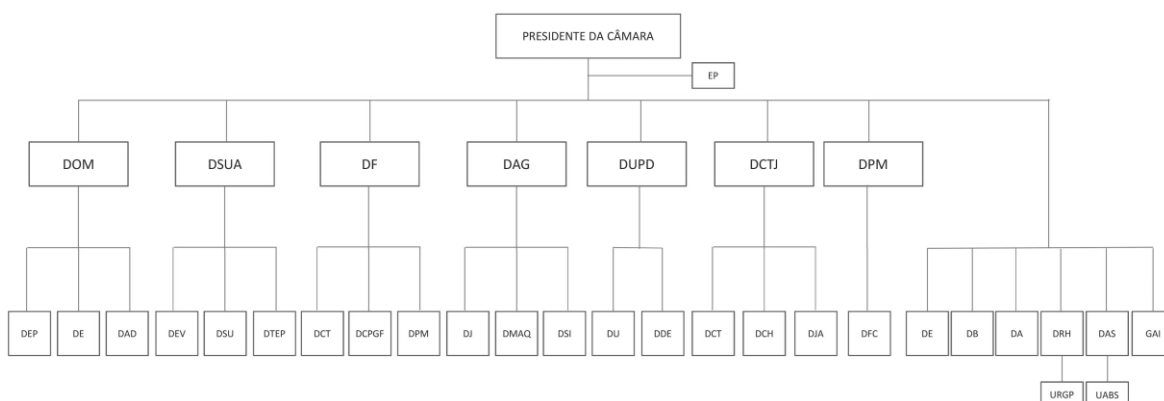 PRESIDENTE DA CÂMARA
EP
DOM
DSUA
DF
DAG
DUPD
DCTJ
DPM
DEP
DE
DAD
DEV
DSU
DTEP
DCT
DCPGF
DPM
DJ
DMAQ
DSI
DU
DDE
DCT
DCH
DJA
DFC
DE
DB
DA
DRH
DAS
GAI
URGP
UABS